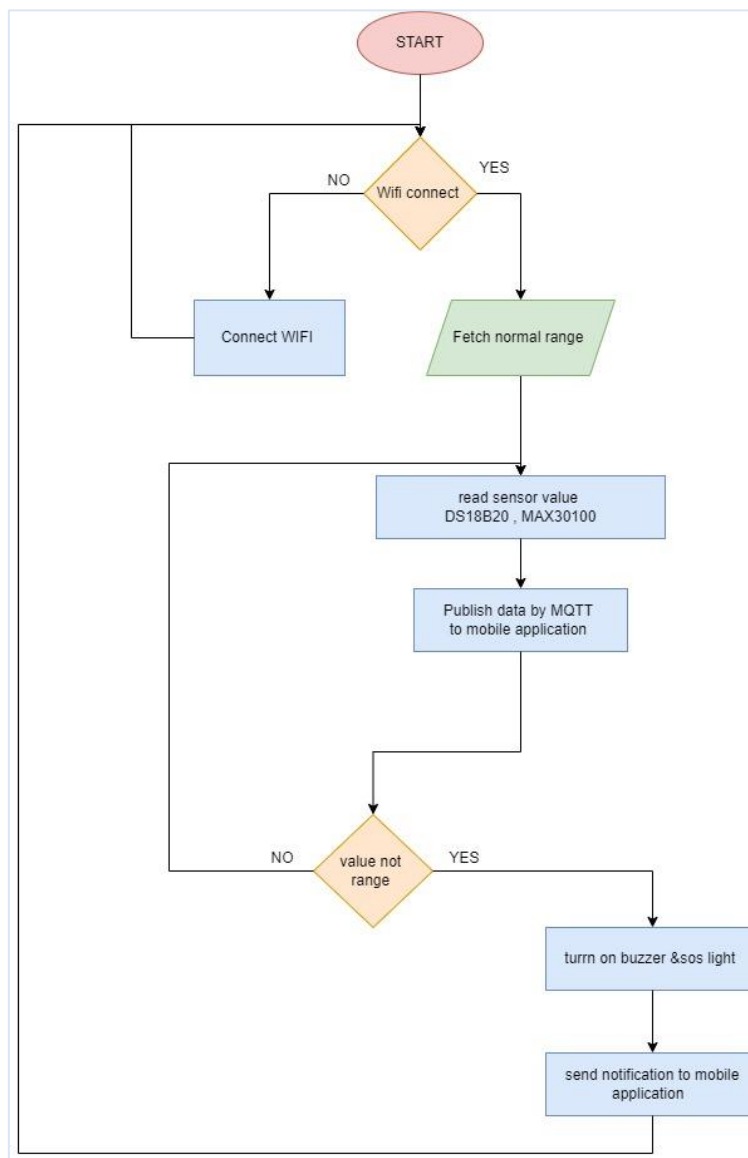 START
Wifi connect
NO
YES
Connect WIFI
Fetch normal range
read sensor value
DS18B20 , MAX30100
Publish data by MQTT
to mobile application
value not
range
NO
YES
turrn on buzzer &sos light
send notification to mobile
application